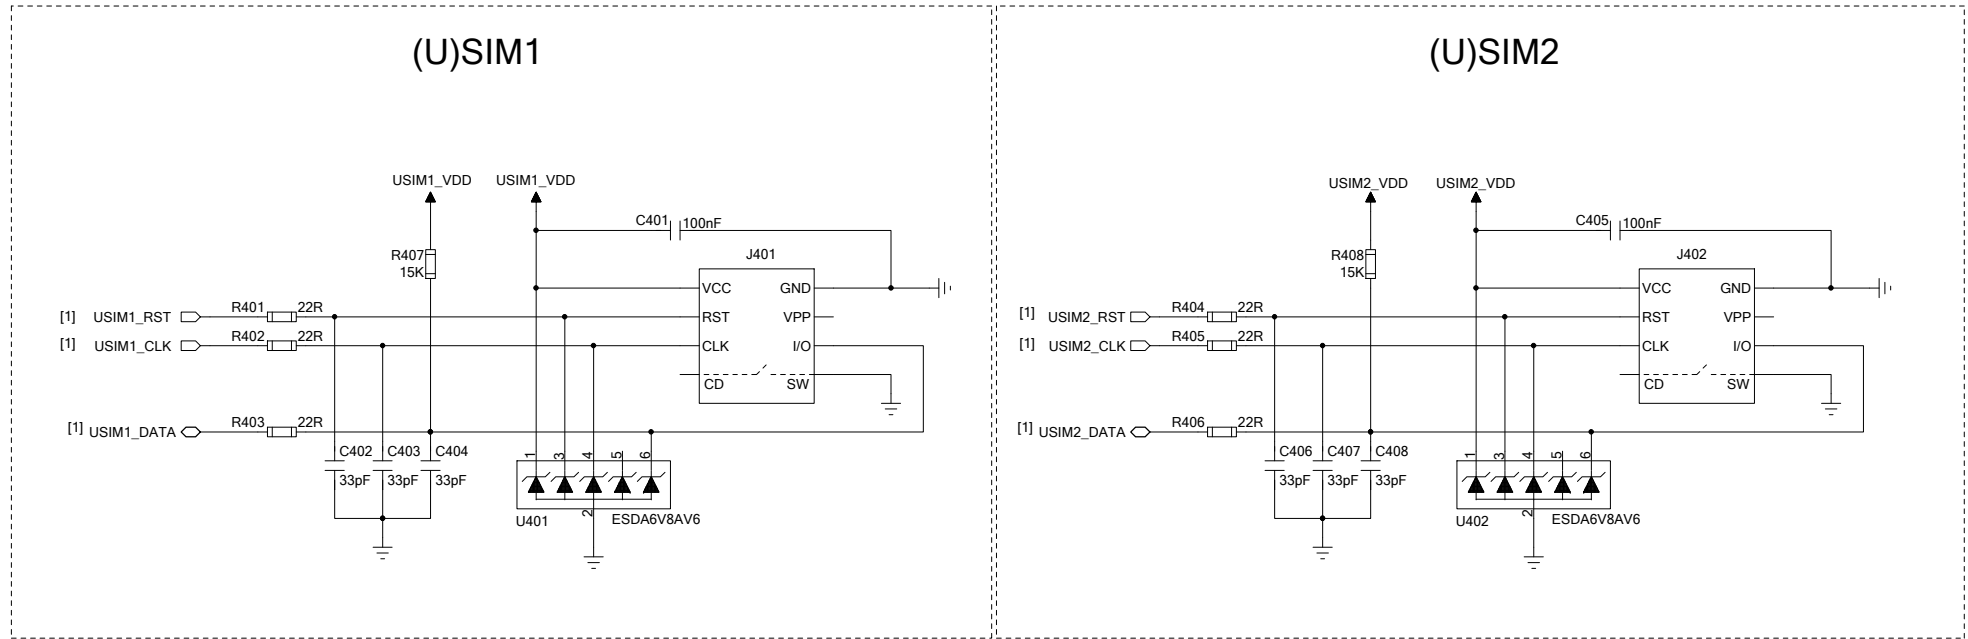 (U)SIM1
USIM1_VDD USIM1_VDD
C401 100nF
R407
15K
J401
VCC GND
[1] USIM1_RST R401 22R RST VPP
[1] USIM1_CLK R402 22R CLK I/O
CD SW
[1] USIM1_DATA R403 22R
C402 C403 C404
33pF 33pF 33pF
1 3 4 5 6
2
U401 ESDA6V8AV6
(U)SIM2
USIM2_VDD USIM2_VDD
C405 100nF
R408
15K
J402
VCC GND
[1] USIM2_RST R404 22R RST VPP
[1] USIM2_CLK R405 22R CLK I/O
CD SW
[1] USIM2_DATA R406 22R
C406 C407 C408
33pF 33pF 33pF
1 3 4 5 6
2
U402 ESDA6V8AV6